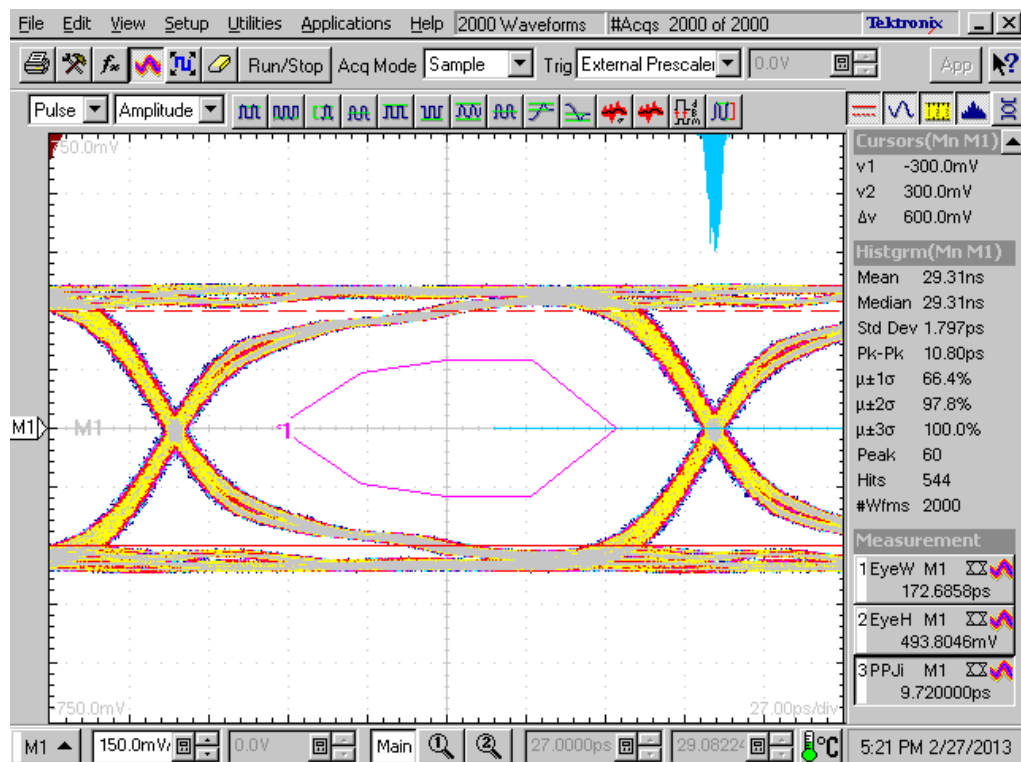 File Edit View Setup Utilities Applications Help 2000 Waveforms #Acqs 2000 of 2000 Tektronix
Run/Stop Acq Mode Sample Trig External Prescaler 0.0V App
Pulse Amplitude
Cursors(Mn M1)
v1 -300.0mV
v2 300.0mV
Δv 600.0mV
Histgrm(Mn M1)
Mean 29.31ns
Median 29.31ns
Std Dev 1.797ps
Pk-Pk 10.80ps
μ±1σ 66.4%
μ±2σ 97.8%
μ±3σ 100.0%
Peak 60
Hits 544
#Wfms 2000
Measurement
1 EyeW M1
172.6858ps
2 EyeH M1
493.8046mV
3 PPJi M1
9.720000ps
50.0mV
M1 M1
1
-750.0mV 27.00ps/div
M1 150.0mV/ 0.0V Main 1 2 27.0000ps 29.08224 °C 5:21 PM 2/27/2013